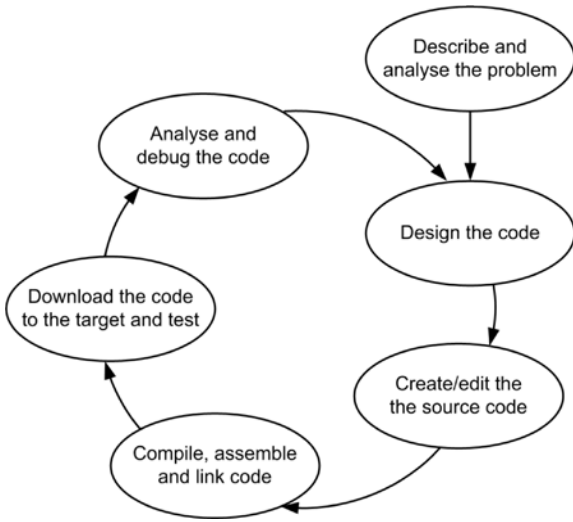 Describe and
analyse the problem
Analyse and
debug the code
Design the code
Download the code
to the target and test
Create/edit the
the source code
Compile, assemble
and link code